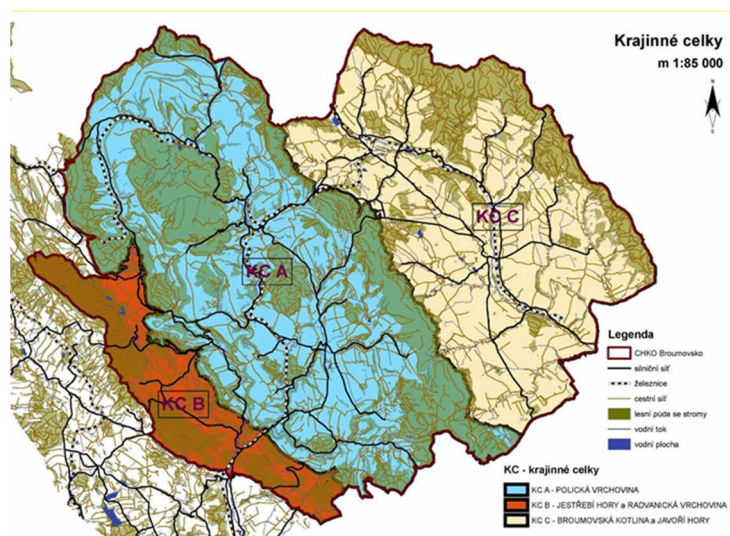 Krajinné celky
m 1:85 000
N
S
KC C
KC A
KC B
Legenda
CHKO Broumovsko
silniční síť
železnice
cestní síť
lesní půda se stromy
vodní tok
vodní plocha
KC - krajinné celky
KC A - POLICKÁ VRCHOVINA
KC B - JESTŘEBÍ HORY a RADVANICKÁ VRCHOVINA
KC C - BROUMOVSKÁ KOTLINA a JAVOŘÍ HORY